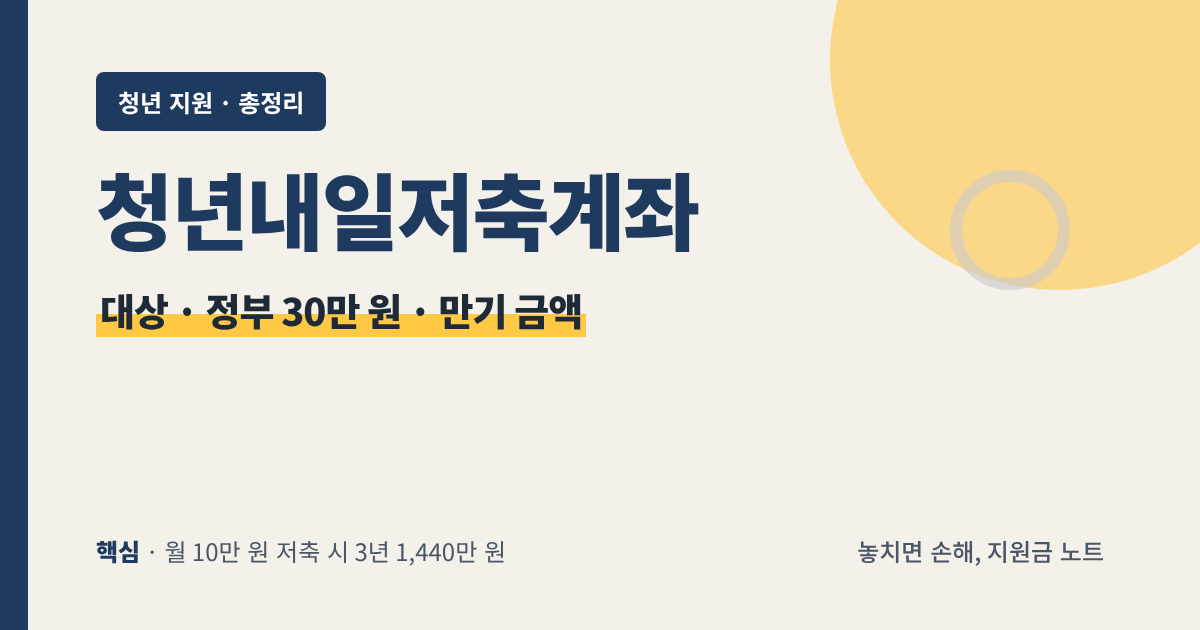 청년 지원 · 총정리
청년내일저축계좌
대상 · 정부 30만 원 · 만기 금액
핵심 · 월 10만 원 저축 시 3년 1,440만 원
놓치면 손해, 지원금 노트